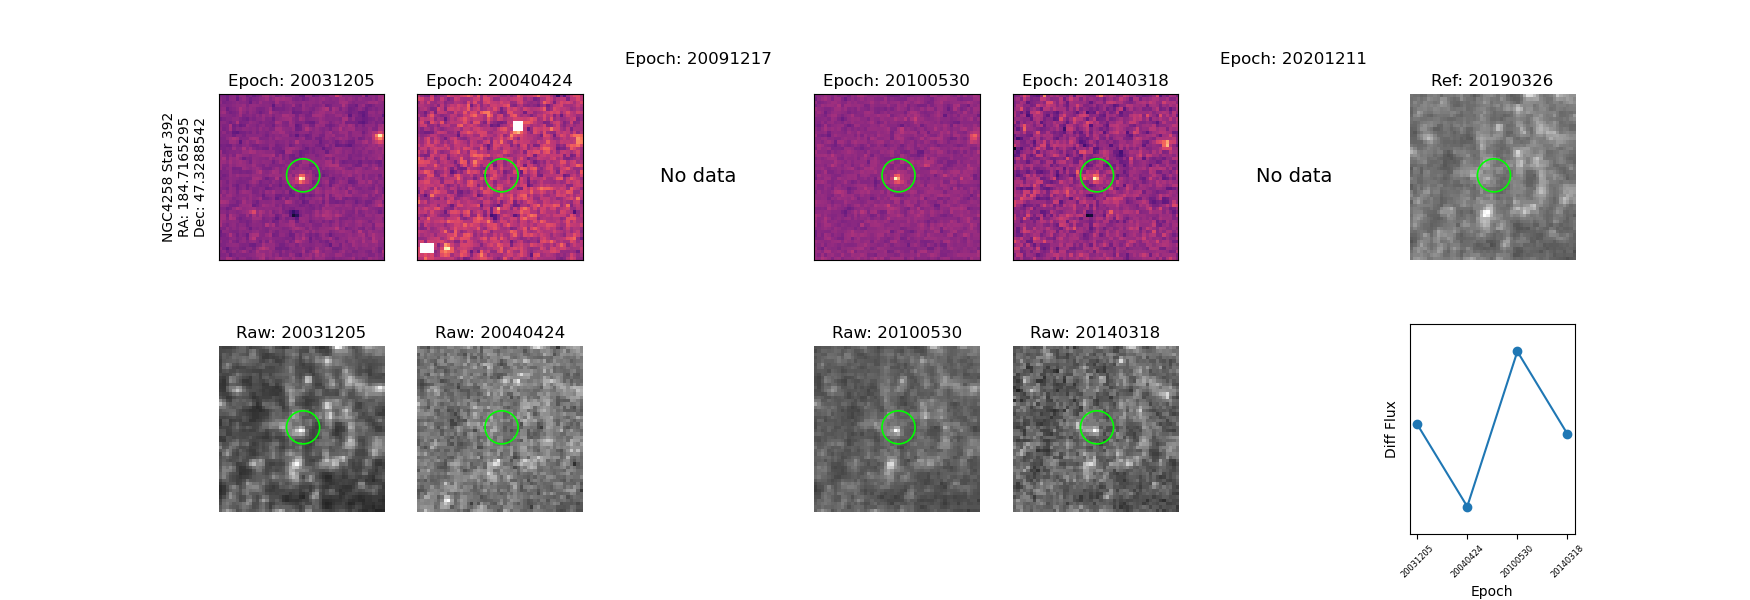 NGC4258 Star 392
RA: 184.7165295
Dec: 47.3288542
Epoch: 20031205
Epoch: 20040424
Epoch: 20091217
No data
Epoch: 20100530
Epoch: 20140318
Epoch: 20201211
No data
Ref: 20190326
Raw: 20031205
Raw: 20040424
Raw: 20100530
Raw: 20140318
Diff Flux
20031205
20040424
20100530
20140318
Epoch